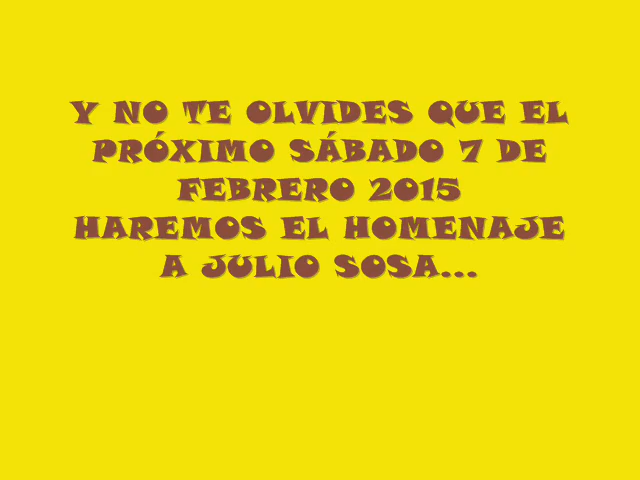 Y NO TE OLVIDES QUE EL
PRÓXIMO SÁBADO 7 DE
FEBRERO 2015
HAREMOS EL HOMENAJE
A JULIO SOSA...